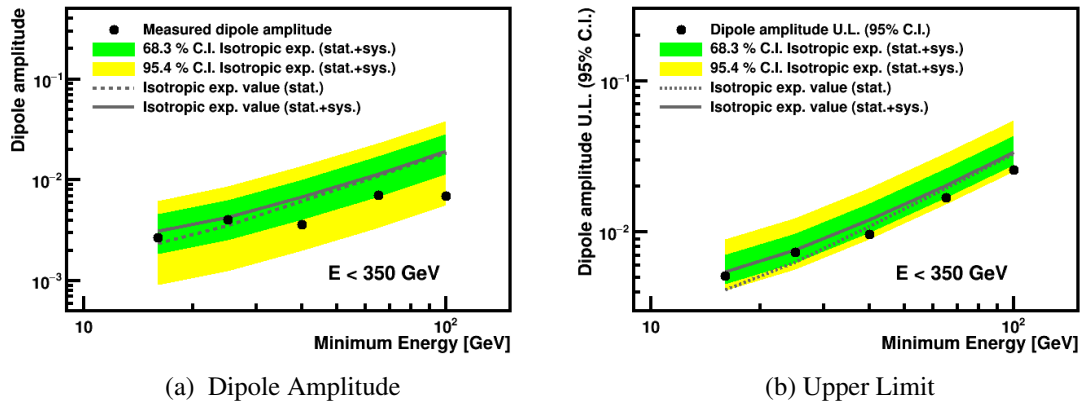 Dipole amplitude
Measured dipole amplitude
68.3 % C.I. Isotropic exp. (stat.+sys.)
95.4 % C.I. Isotropic exp. (stat.+sys.)
Isotropic exp. value (stat.)
Isotropic exp. value (stat.+sys.)
10⁻¹
10⁻²
10⁻³
E < 350 GeV
10
10²
Minimum Energy [GeV]
(a) Dipole Amplitude
Dipole amplitude U.L. (95% C.I.)
Dipole amplitude U.L. (95% C.I.)
68.3 % C.I. Isotropic exp. (stat.+sys.)
95.4 % C.I. Isotropic exp. (stat.+sys.)
Isotropic exp. value (stat.)
Isotropic exp. value (stat.+sys.)
10⁻¹
10⁻²
E < 350 GeV
10
10²
Minimum Energy [GeV]
(b) Upper Limit